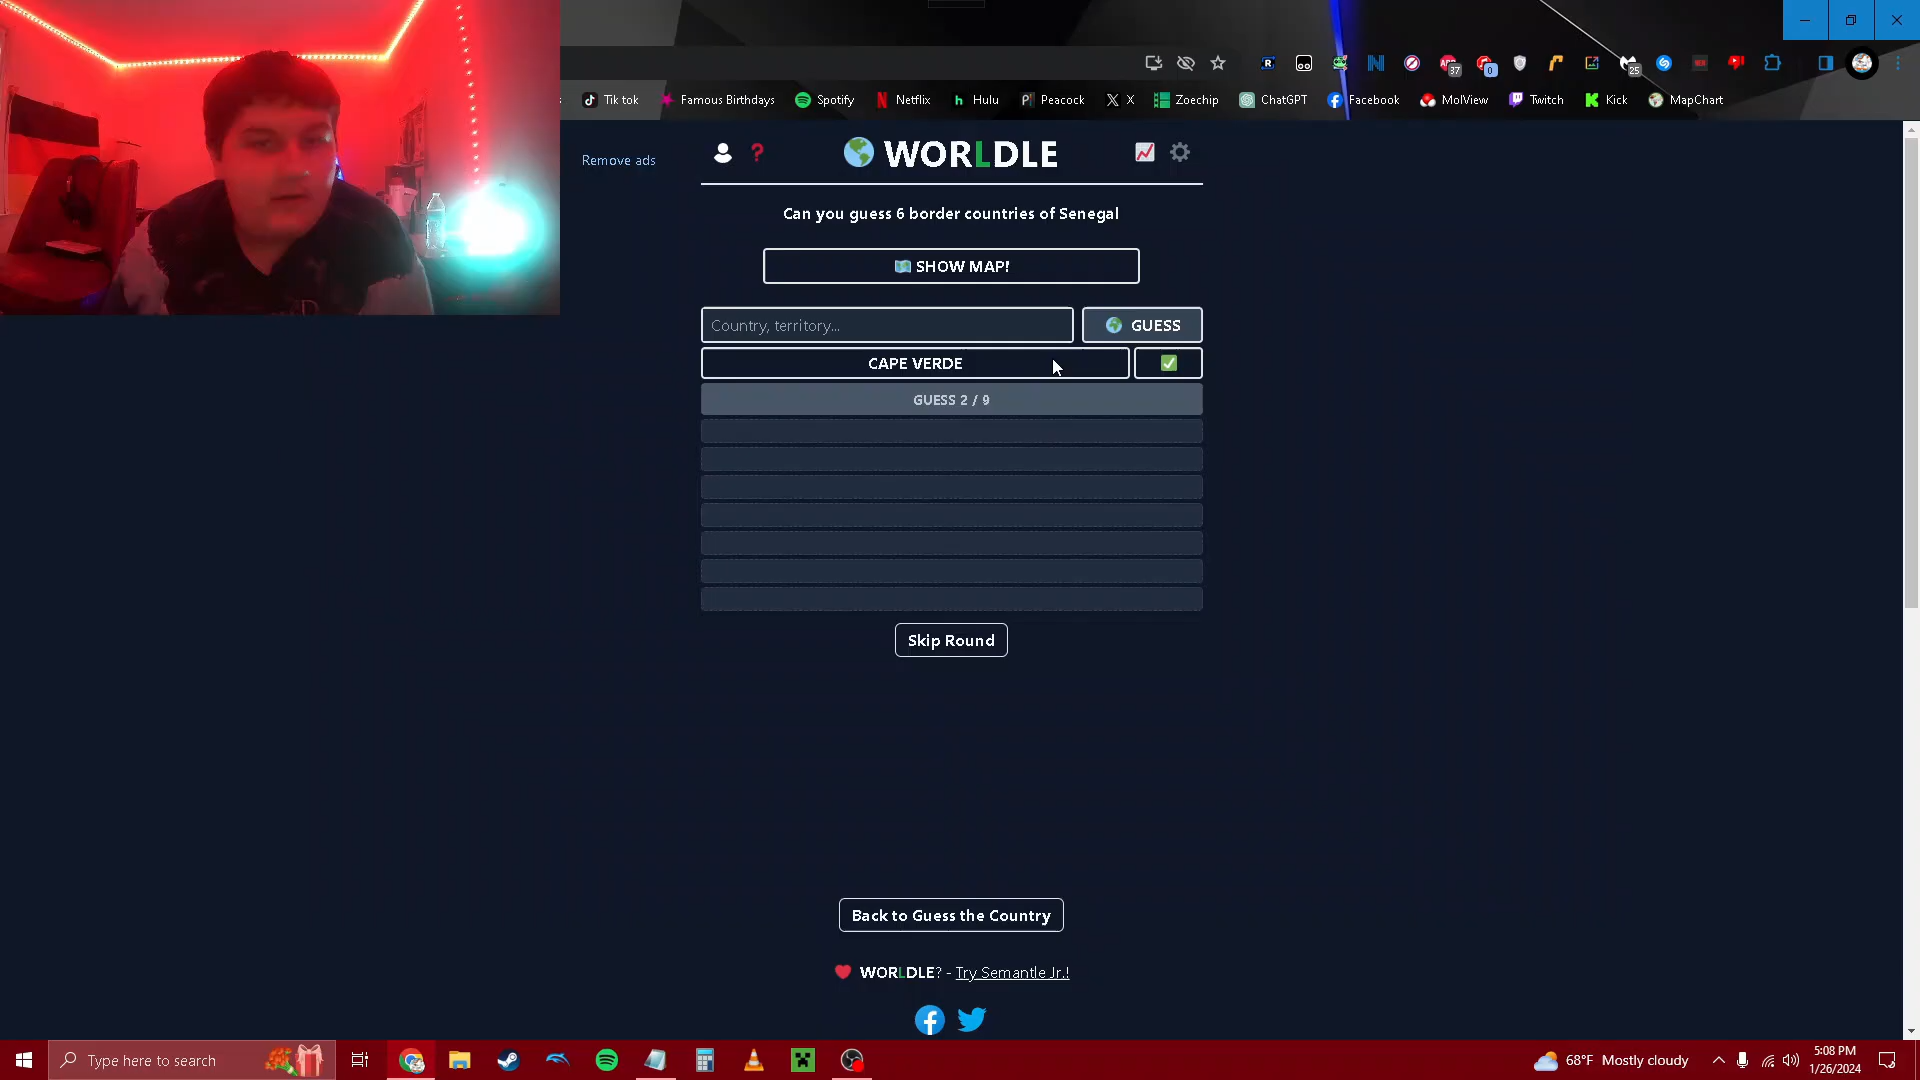 Tik tok
Famous Birthdays
Spotify
Netflix
Hulu
Peacock
X
Zoechip
ChatGPT
Facebook
MolView
Twitch
Kick
MapChart
37
0
25
Remove ads
? WORLDLE
Can you guess 6 border countries of Senegal
SHOW MAP!
Country, territory...
GUESS
CAPE VERDE
GUESS 2 / 9
Skip Round
Back to Guess the Country
WORLDLE? - Try Semantle Jr.!
Type here to search
68°F Mostly cloudy
5:08 PM
1/26/2024